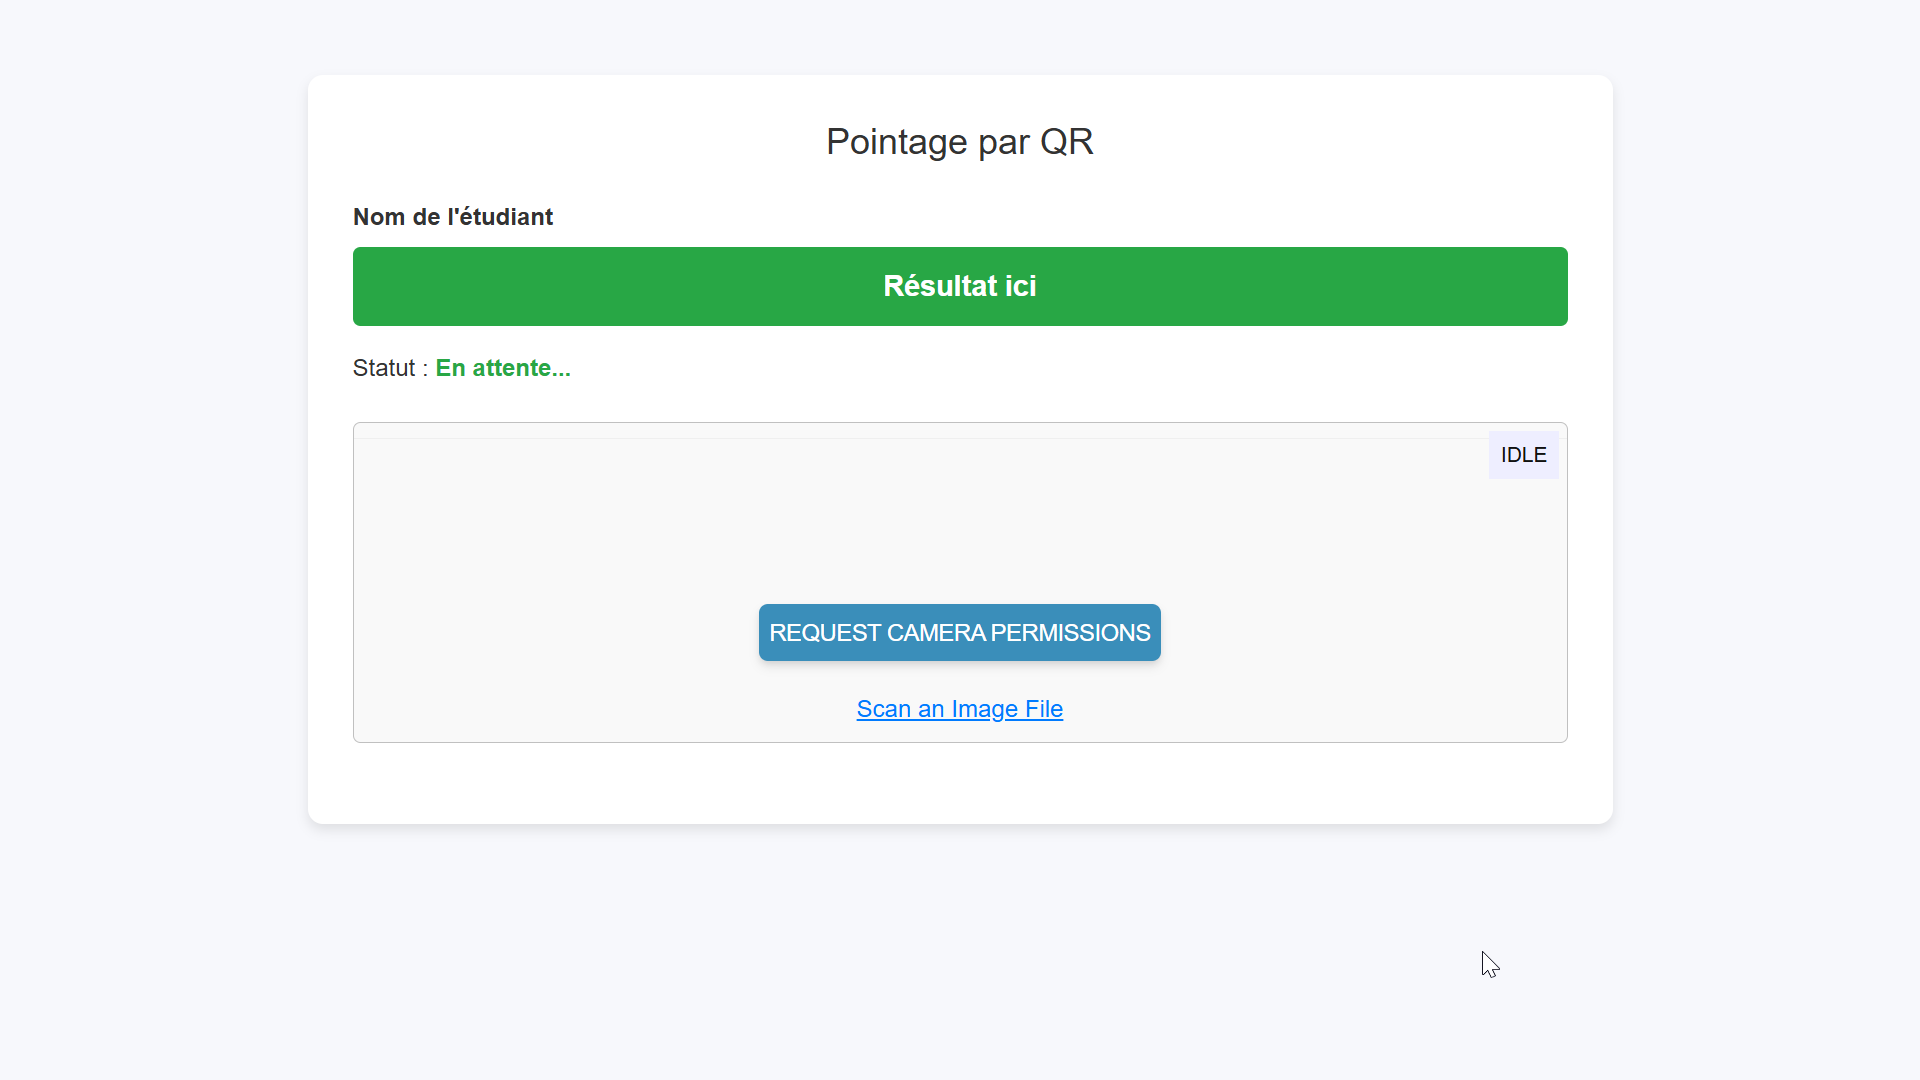 Pointage par QR
Nom de l'étudiant
Résultat ici
Statut : En attente...
IDLE
REQUEST CAMERA PERMISSIONS
Scan an Image File